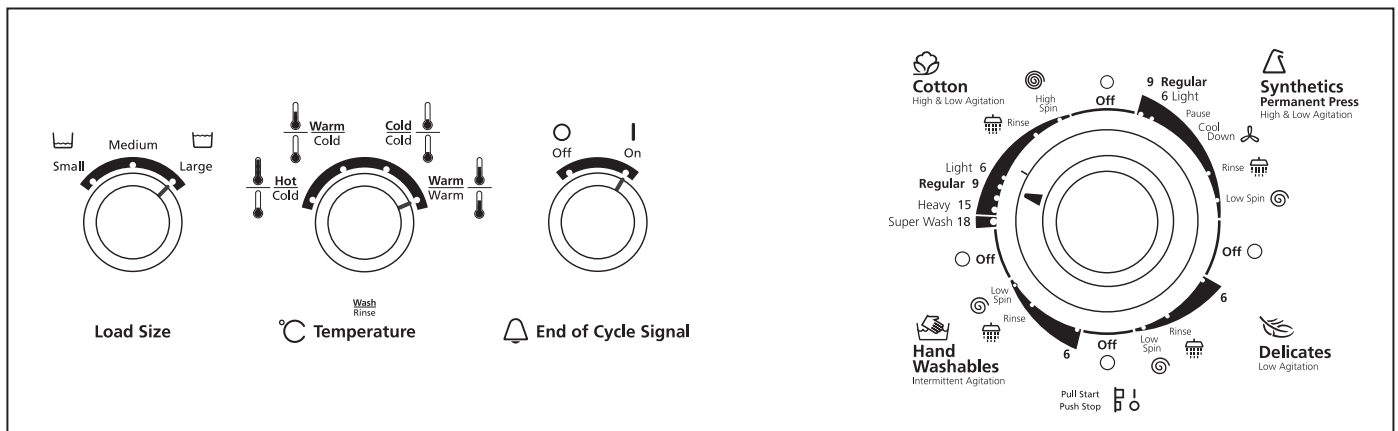 Small
Medium
Large
Load Size
Hot
Cold
Warm
Cold
Cold
Cold
Warm
Warm
Wash
Rinse
°C Temperature
Off
On
End of Cycle Signal
Cotton
High & Low Agitation
High
Spin
Rinse
Light 6
Regular 9
Heavy 15
Super Wash 18
Off
9 Regular
6 Light
Pause
Cool
Down
Rinse
Low Spin
Synthetics
Permanent Press
High & Low Agitation
Off
Off
Low
Spin
Rinse
6
Hand
Washables
Intermittent Agitation
Off
6
Rinse
Low
Spin
Delicates
Low Agitation
Pull Start
Push Stop